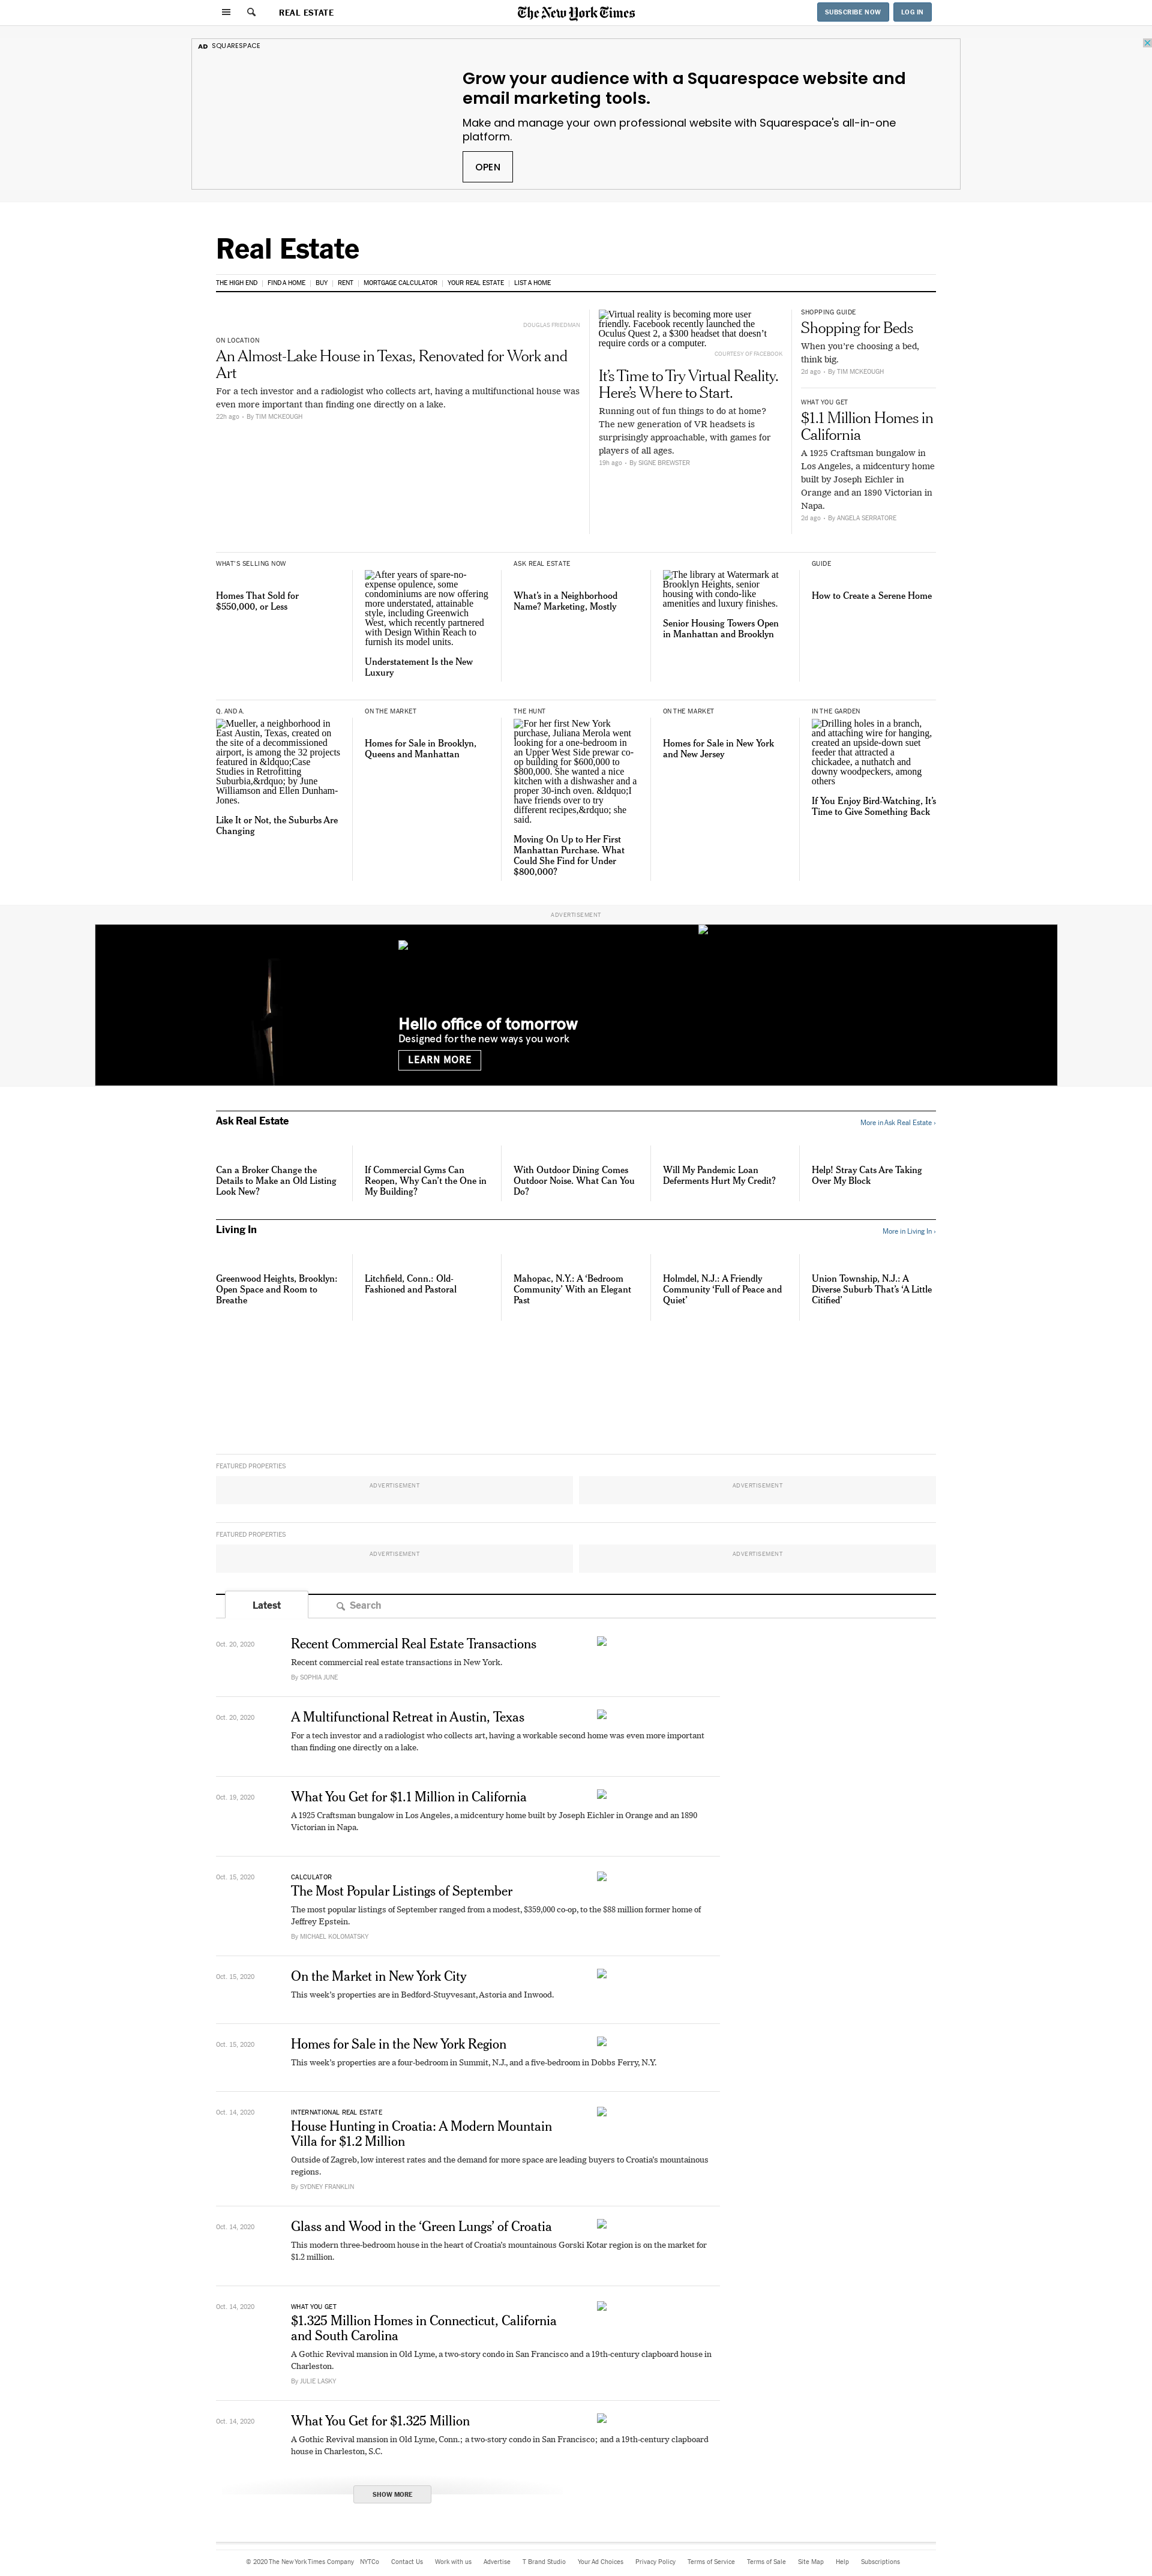 REAL ESTATE
The New York Times
SUBSCRIBE NOW
LOG IN
AD SQUARESPACE
Grow your audience with a Squarespace website and
email marketing tools.
Make and manage your own professional website with Squarespace's all-in-one
platform.
OPEN
Real Estate
THE HIGH END
FIND A HOME
BUY
RENT
MORTGAGE CALCULATOR
YOUR REAL ESTATE
LIST A HOME
DOUGLAS FRIEDMAN
ON LOCATION
An Almost-Lake House in Texas, Renovated for Work and
Art
For a tech investor and a radiologist who collects art, having a multifunctional house was
even more important than finding one directly on a lake.
22h ago · By TIM MCKEOUGH
Virtual reality is becoming more user
friendly. Facebook recently launched the
Oculus Quest 2, a $300 headset that doesn’t
require cords or a computer.
COURTESY OF FACEBOOK
It’s Time to Try Virtual Reality.
Here’s Where to Start.
Running out of fun things to do at home?
The new generation of VR headsets is
surprisingly approachable, with games for
players of all ages.
19h ago · By SIGNE BREWSTER
SHOPPING GUIDE
Shopping for Beds
When you’re choosing a bed,
think big.
2d ago · By TIM MCKEOUGH
WHAT YOU GET
$1.1 Million Homes in
California
A 1925 Craftsman bungalow in
Los Angeles, a midcentury home
built by Joseph Eichler in
Orange and an 1890 Victorian in
Napa.
2d ago · By ANGELA SERRATORE
WHAT'S SELLING NOW
Homes That Sold for
$550,000, or Less
After years of spare-no-
expense opulence, some
condominiums are now offering
more understated, attainable
style, including Greenwich
West, which recently partnered
with Design Within Reach to
furnish its model units.
Understatement Is the New
Luxury
ASK REAL ESTATE
What’s in a Neighborhood
Name? Marketing, Mostly
The library at Watermark at
Brooklyn Heights, senior
housing with condo-like
amenities and luxury finishes.
Senior Housing Towers Open
in Manhattan and Brooklyn
GUIDE
How to Create a Serene Home
Q. AND A.
Mueller, a neighborhood in
East Austin, Texas, created on
the site of a decommissioned
airport, is among the 32 projects
featured in &ldquo;Case
Studies in Retrofitting
Suburbia,&rdquo; by June
Williamson and Ellen Dunham-
Jones.
Like It or Not, the Suburbs Are
Changing
ON THE MARKET
Homes for Sale in Brooklyn,
Queens and Manhattan
THE HUNT
For her first New York
purchase, Juliana Merola went
looking for a one-bedroom in
an Upper West Side prewar co-
op building for $600,000 to
$800,000. She wanted a nice
kitchen with a dishwasher and a
proper 30-inch oven. &ldquo;I
have friends over to try
different recipes,&rdquo; she
said.
Moving On Up to Her First
Manhattan Purchase. What
Could She Find for Under
$800,000?
ON THE MARKET
Homes for Sale in New York
and New Jersey
IN THE GARDEN
Drilling holes in a branch,
and attaching wire for hanging,
created an upside-down suet
feeder that attracted a
chickadee, a nuthatch and
downy woodpeckers, among
others
If You Enjoy Bird-Watching, It’s
Time to Give Something Back
ADVERTISEMENT
Hello office of tomorrow
Designed for the new ways you work
LEARN MORE
Ask Real Estate
More in Ask Real Estate ›
Can a Broker Change the
Details to Make an Old Listing
Look New?
If Commercial Gyms Can
Reopen, Why Can’t the One in
My Building?
With Outdoor Dining Comes
Outdoor Noise. What Can You
Do?
Will My Pandemic Loan
Deferments Hurt My Credit?
Help! Stray Cats Are Taking
Over My Block
Living In
More in Living In ›
Greenwood Heights, Brooklyn:
Open Space and Room to
Breathe
Litchfield, Conn.: Old-
Fashioned and Pastoral
Mahopac, N.Y.: A ‘Bedroom
Community’ With an Elegant
Past
Holmdel, N.J.: A Friendly
Community ‘Full of Peace and
Quiet’
Union Township, N.J.: A
Diverse Suburb That’s ‘A Little
Citified’
FEATURED PROPERTIES
ADVERTISEMENT
ADVERTISEMENT
FEATURED PROPERTIES
ADVERTISEMENT
ADVERTISEMENT
Latest
Search
Oct. 20, 2020
Recent Commercial Real Estate Transactions
Recent commercial real estate transactions in New York.
By SOPHIA JUNE
Oct. 20, 2020
A Multifunctional Retreat in Austin, Texas
For a tech investor and a radiologist who collects art, having a workable second home was even more important
than finding one directly on a lake.
Oct. 19, 2020
What You Get for $1.1 Million in California
A 1925 Craftsman bungalow in Los Angeles, a midcentury home built by Joseph Eichler in Orange and an 1890
Victorian in Napa.
Oct. 15, 2020
CALCULATOR
The Most Popular Listings of September
The most popular listings of September ranged from a modest, $359,000 co-op, to the $88 million former home of
Jeffrey Epstein.
By MICHAEL KOLOMATSKY
Oct. 15, 2020
On the Market in New York City
This week’s properties are in Bedford-Stuyvesant, Astoria and Inwood.
Oct. 15, 2020
Homes for Sale in the New York Region
This week’s properties are a four-bedroom in Summit, N.J., and a five-bedroom in Dobbs Ferry, N.Y.
Oct. 14, 2020
INTERNATIONAL REAL ESTATE
House Hunting in Croatia: A Modern Mountain
Villa for $1.2 Million
Outside of Zagreb, low interest rates and the demand for more space are leading buyers to Croatia’s mountainous
regions.
By SYDNEY FRANKLIN
Oct. 14, 2020
Glass and Wood in the ‘Green Lungs’ of Croatia
This modern three-bedroom house in the heart of Croatia’s mountainous Gorski Kotar region is on the market for
$1.2 million.
Oct. 14, 2020
WHAT YOU GET
$1.325 Million Homes in Connecticut, California
and South Carolina
A Gothic Revival mansion in Old Lyme, a two-story condo in San Francisco and a 19th-century clapboard house in
Charleston.
By JULIE LASKY
Oct. 14, 2020
What You Get for $1.325 Million
A Gothic Revival mansion in Old Lyme, Conn.; a two-story condo in San Francisco; and a 19th-century clapboard
house in Charleston, S.C.
SHOW MORE
© 2020 The New York Times Company
NYTCo
Contact Us
Work with us
Advertise
T Brand Studio
Your Ad Choices
Privacy Policy
Terms of Service
Terms of Sale
Site Map
Help
Subscriptions